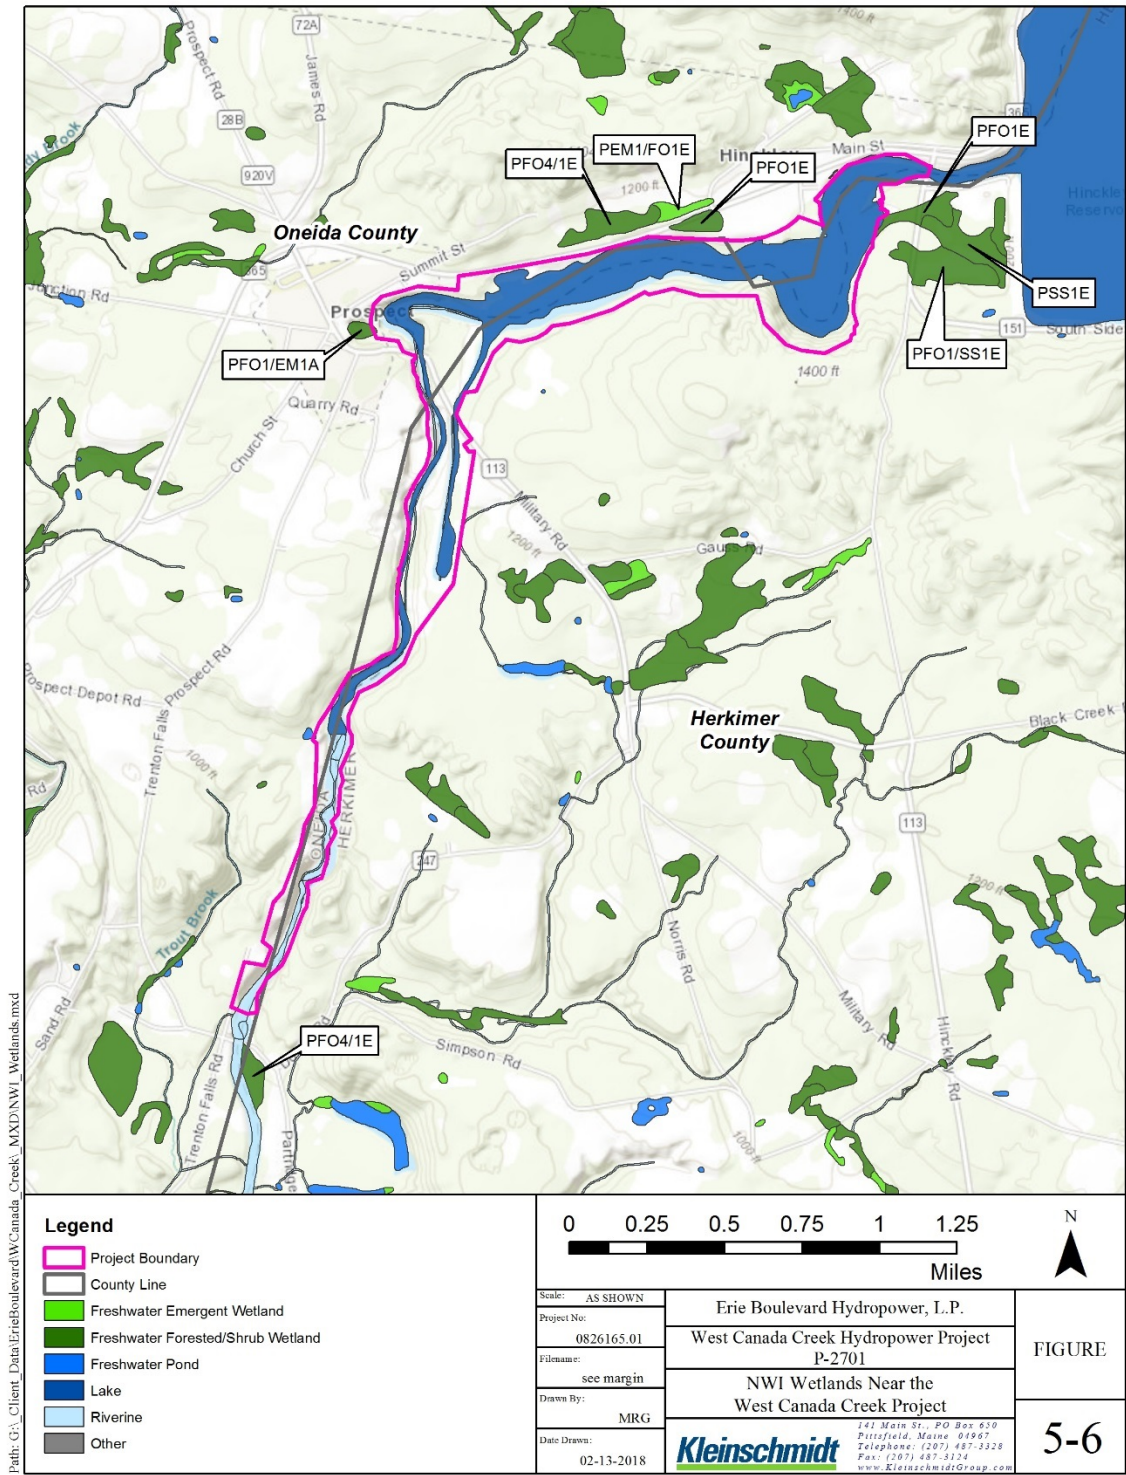 1400 ft
72A
Prospect Rd
James Rd
365
28B
PFO1E
dy Brook
PEM1/FO1E
Main St
Hinckley
PFO4/1E
PFO1E
920V
1200 ft
Hinckle
Reservo
Oneida County
Summit St
365
PSS1E
Junction Rd
Prospect
151
South Side
PFO1/SS1E
PFO1/EM1A
1400 ft
Quarry Rd
Church St
113
Military Rd
1200 ft
Gauss Rd
Prospect Rd
Prospect Depot Rd
Trenton Falls
Herkimer
County
Black Creek
1000 ft
Rd
ONEIDA
HERKIMER
113
247
1200 ft
Trout Brook
Norris Rd
Sand Rd
Military Rd
Hinckley Rd
PFO4/1E
Rd
Simpson Rd
Trenton Falls Rd
Partridge
1000 ft
Path: G:\_Client_Data\ErieBoulevard\WCanada_Creek\_MXD\NWI_Wetlands.mxd
Legend
Project Boundary
County Line
Freshwater Emergent Wetland
Freshwater Forested/Shrub Wetland
Freshwater Pond
Lake
Riverine
Other
0 0.25 0.5 0.75 1 1.25
Miles
N
Scale: AS SHOWN
Project No:
0826165.01
Filename:
see margin
Drawn By:
MRG
Date Drawn:
02-13-2018
Erie Boulevard Hydropower, L.P.
West Canada Creek Hydropower Project
P-2701
NWI Wetlands Near the
West Canada Creek Project
Kleinschmidt
141 Main St., PO Box 650
Pittsfield, Maine 04967
Telephone: (207) 487-3328
Fax: (207) 487-3124
www.KleinschmidtGroup.com
FIGURE
5-6